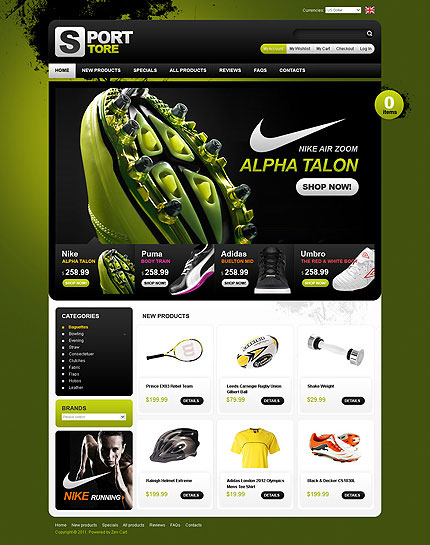 Currencies: US Dollar
SPORT
STORE
My Account My Wishlist My Cart Checkout Log In
HOME NEW PRODUCTS SPECIALS ALL PRODUCTS REVIEWS FAQS CONTACTS
0
items
NIKE AIR ZOOM
ALPHA TALON
SHOP NOW!
Nike
ALPHA TALON
$258.99
SHOP NOW!
Puma
BODY TRAIN
$258.99
SHOP NOW!
Adidas
BUELTON MID
$258.99
SHOP NOW!
Umbro
THE RED & WHITE BOOT
$258.99
SHOP NOW!
CATEGORIES
Baguettes
Bowling
Evening
Straw
Consectetuer
Clutches
Fabric
Flaps
Hobos
Leather
BRANDS
Please select
NIKE RUNNING
NEW PRODUCTS
Prince EXO3 Rebel Team
$199.99 DETAILS
Leeds Carnegie Rugby Union
Gilbert Ball
$79.99 DETAILS
Shake Weight
$29.99 DETAILS
Raleigh Helmet Extreme
$199.99 DETAILS
Adidas London 2012 Olympics
Mens Tee Shirt
$19.99 DETAILS
Black & Decker CS1030L
$199.99 DETAILS
Home New products Specials All products Reviews FAQs Contacts
Copyright © 2011. Powered by Zen Cart